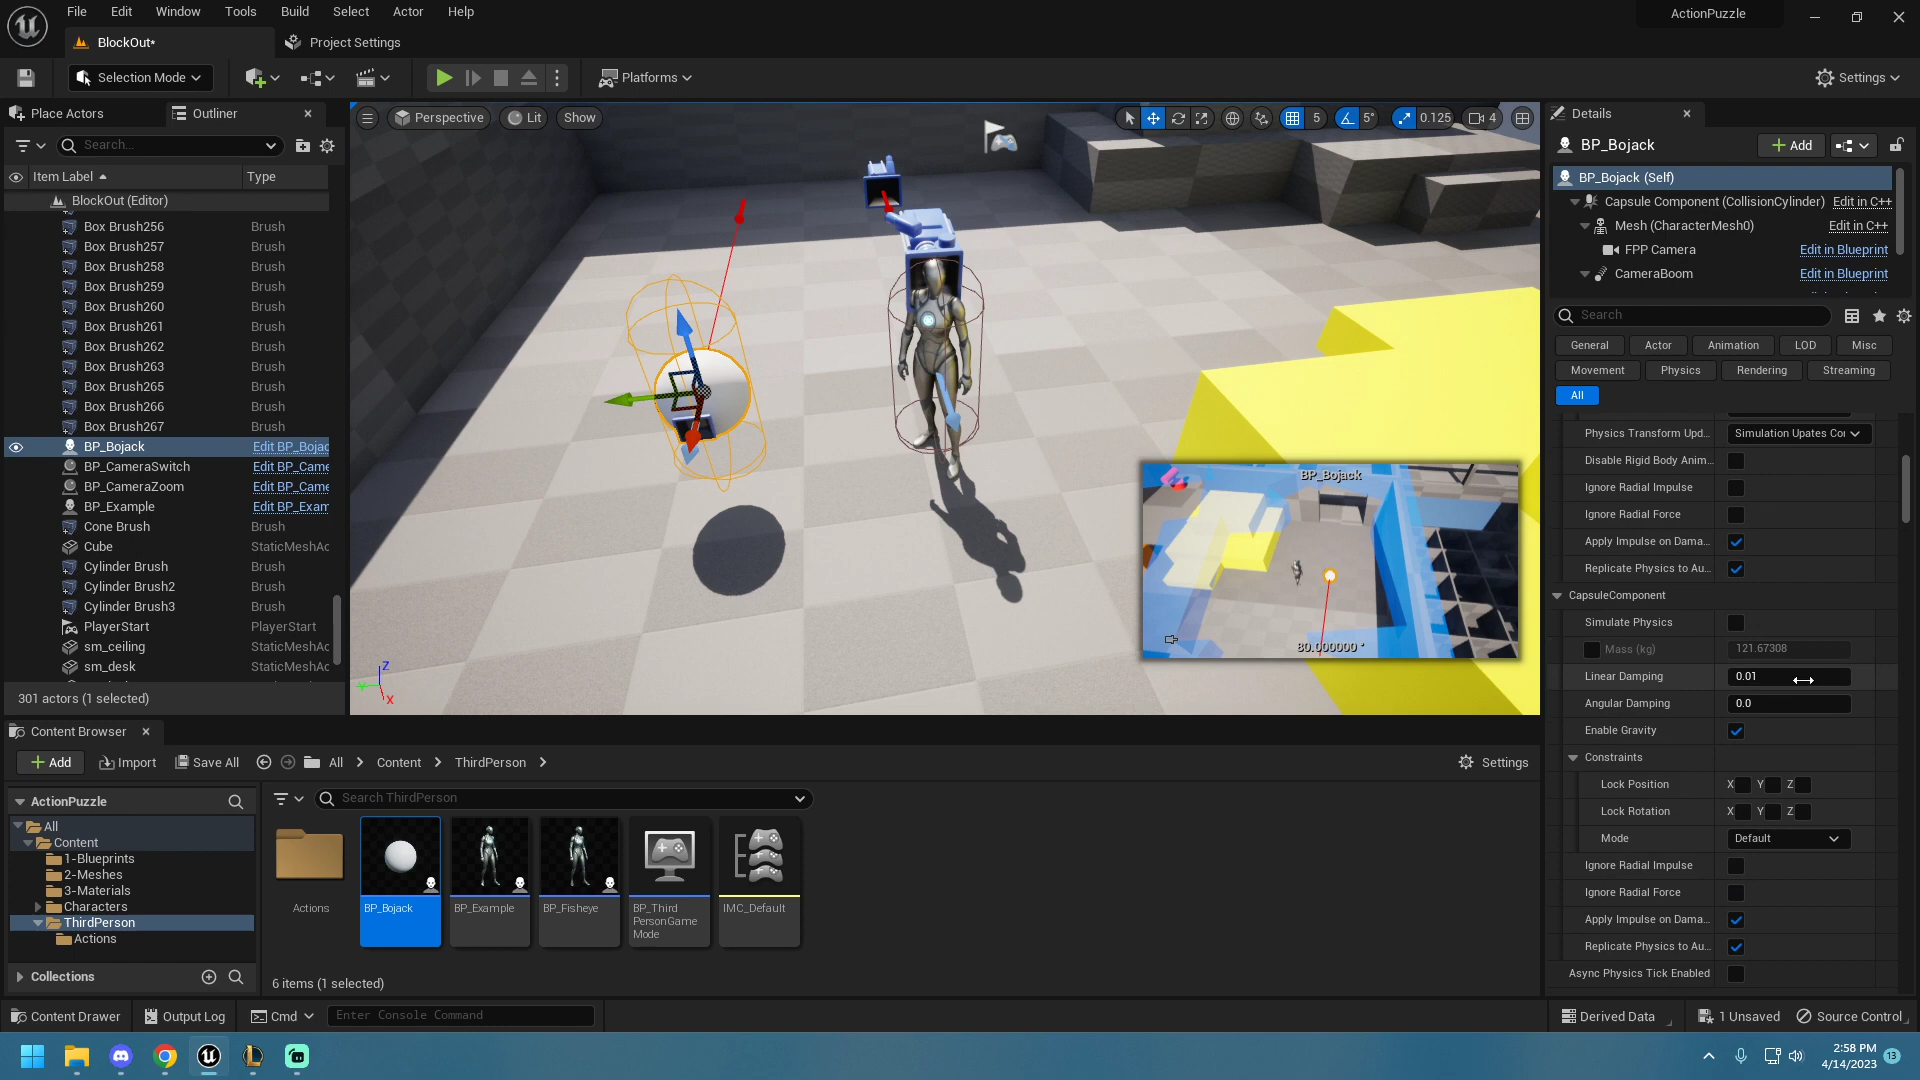 File Edit Window Tools Build Select Actor Help
ActionPuzzle
BlockOut*
Project Settings
Selection Mode
Platforms
Settings
Place Actors
Outliner
Search...
Item Label
Type
BlockOut (Editor)
Box Brush256 Brush
Box Brush257 Brush
Box Brush258 Brush
Box Brush259 Brush
Box Brush260 Brush
Box Brush261 Brush
Box Brush262 Brush
Box Brush263 Brush
Box Brush265 Brush
Box Brush266 Brush
Box Brush267 Brush
BP_Bojack Edit BP_Bojac
BP_CameraSwitch Edit BP_Came
BP_CameraZoom Edit BP_Came
BP_Example Edit BP_Exam
Cone Brush Brush
Cube StaticMeshAc
Cylinder Brush Brush
Cylinder Brush2 Brush
Cylinder Brush3 Brush
PlayerStart PlayerStart
sm_ceiling StaticMeshAc
sm_desk StaticMeshAc
301 actors (1 selected)
Perspective
Lit
Show
5
5°
0.125
4
BP_Bojack
80.000000 °
Z
Y
X
Details
BP_Bojack
Add
BP_Bojack (Self)
Capsule Component (CollisionCylinder) Edit in C++
Mesh (CharacterMesh0) Edit in C++
FPP Camera Edit in Blueprint
CameraBoom Edit in Blueprint
Search
General Actor Animation LOD Misc
Movement Physics Rendering Streaming
All
Physics Transform Upd... Simulation Upates Co
Disable Rigid Body Anim...
Ignore Radial Impulse
Ignore Radial Force
Apply Impulse on Dama...
Replicate Physics to Au...
CapsuleComponent
Simulate Physics
Mass (kg) 121.67308
Linear Damping 0.01
Angular Damping 0.0
Enable Gravity
Constraints
Lock Position X Y Z
Lock Rotation X Y Z
Mode Default
Ignore Radial Impulse
Ignore Radial Force
Apply Impulse on Dama...
Replicate Physics to Au...
Async Physics Tick Enabled
Content Browser
Add
Import
Save All
All
Content
ThirdPerson
Settings
ActionPuzzle
All
Content
1-Blueprints
2-Meshes
3-Materials
Characters
ThirdPerson
Actions
Collections
Search ThirdPerson
Actions
BP_Bojack
BP_Example
BP_Fisheye
BP_Third
PersonGame
Mode
IMC_Default
6 items (1 selected)
Content Drawer
Output Log
Cmd
Enter Console Command
Derived Data
1 Unsaved
Source Control
2:58 PM
4/14/2023
13